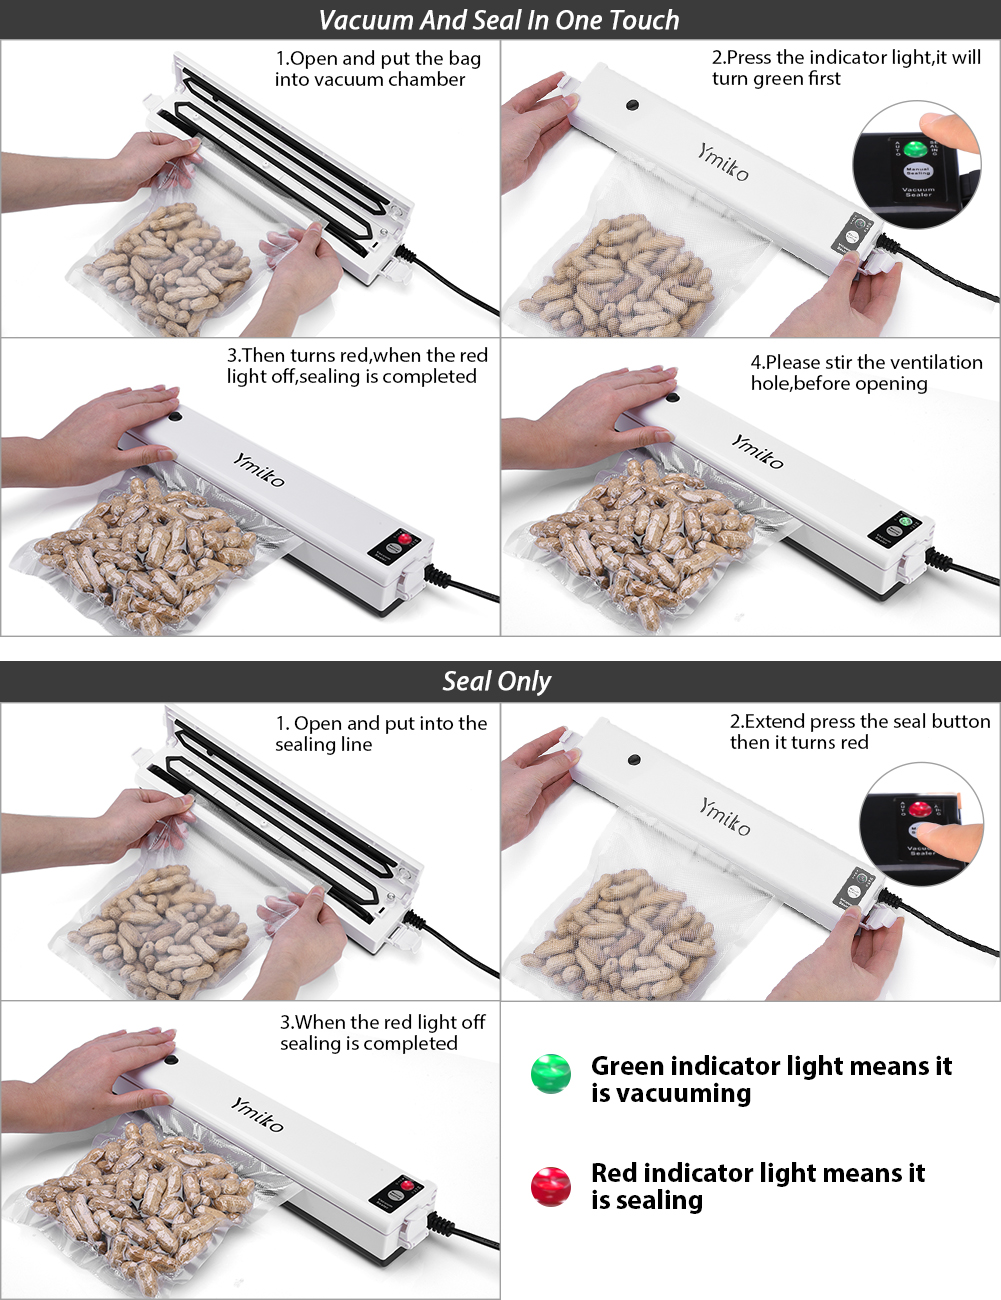 Vacuum And Seal In One Touch
1.Open and put the bag
into vacuum chamber
2.Press the indicator light,it will
turn green first
AUTO
SEALING
Manual
Sealing
Vacuum
Sealer
Ymiko
Ymiko
3.Then turns red,when the red
light off,sealing is completed
Ymiko
4.Please stir the ventilation
hole,before opening
Ymiko
Seal Only
1. Open and put into the
sealing line
2.Extend press the seal button
then it turns red
AUTO
Sealer
Ymiko
3.When the red light off
sealing is completed
Ymiko
Green indicator light means it
is vacuuming
Red indicator light means it
is sealing